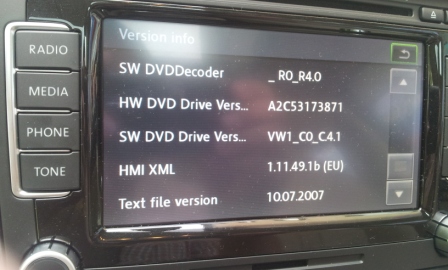 Version info
RADIO
MEDIA
PHONE
TONE
SW DVDDecoder _ R0_R4.0
HW DVD Drive Vers... A2C53173871
SW DVD Drive Vers... VW1_C0_C4.1
HMI XML 1.11.49.1b (EU)
Text file version 10.07.2007